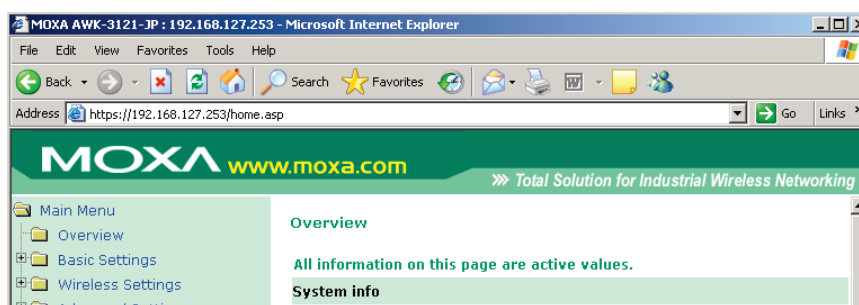 MOXA AWK-3121-JP : 192.168.127.253 - Microsoft Internet Explorer
File Edit View Favorites Tools Help
Back Search Favorites
Address https://192.168.127.253/home.asp Go Links
MOXA www.moxa.com
Total Solution for Industrial Wireless Networking
Main Menu
Overview
Basic Settings
Wireless Settings
Overview
All information on this page are active values.
System info